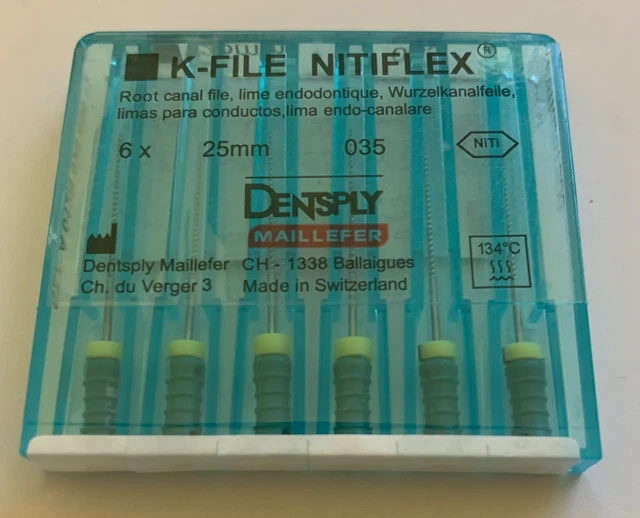 K-FILE NITIFLEX®
Root canal file, lime endodontique, Wurzelkanalfeile,
limas para conductos,lima endo-canalare
6 x 25mm 035 NiTi
DENTSPLY
MAILLEFER
134°C
Dentsply Maillefer CH - 1338 Ballaigues
Ch. du Verger 3 Made in Switzerland